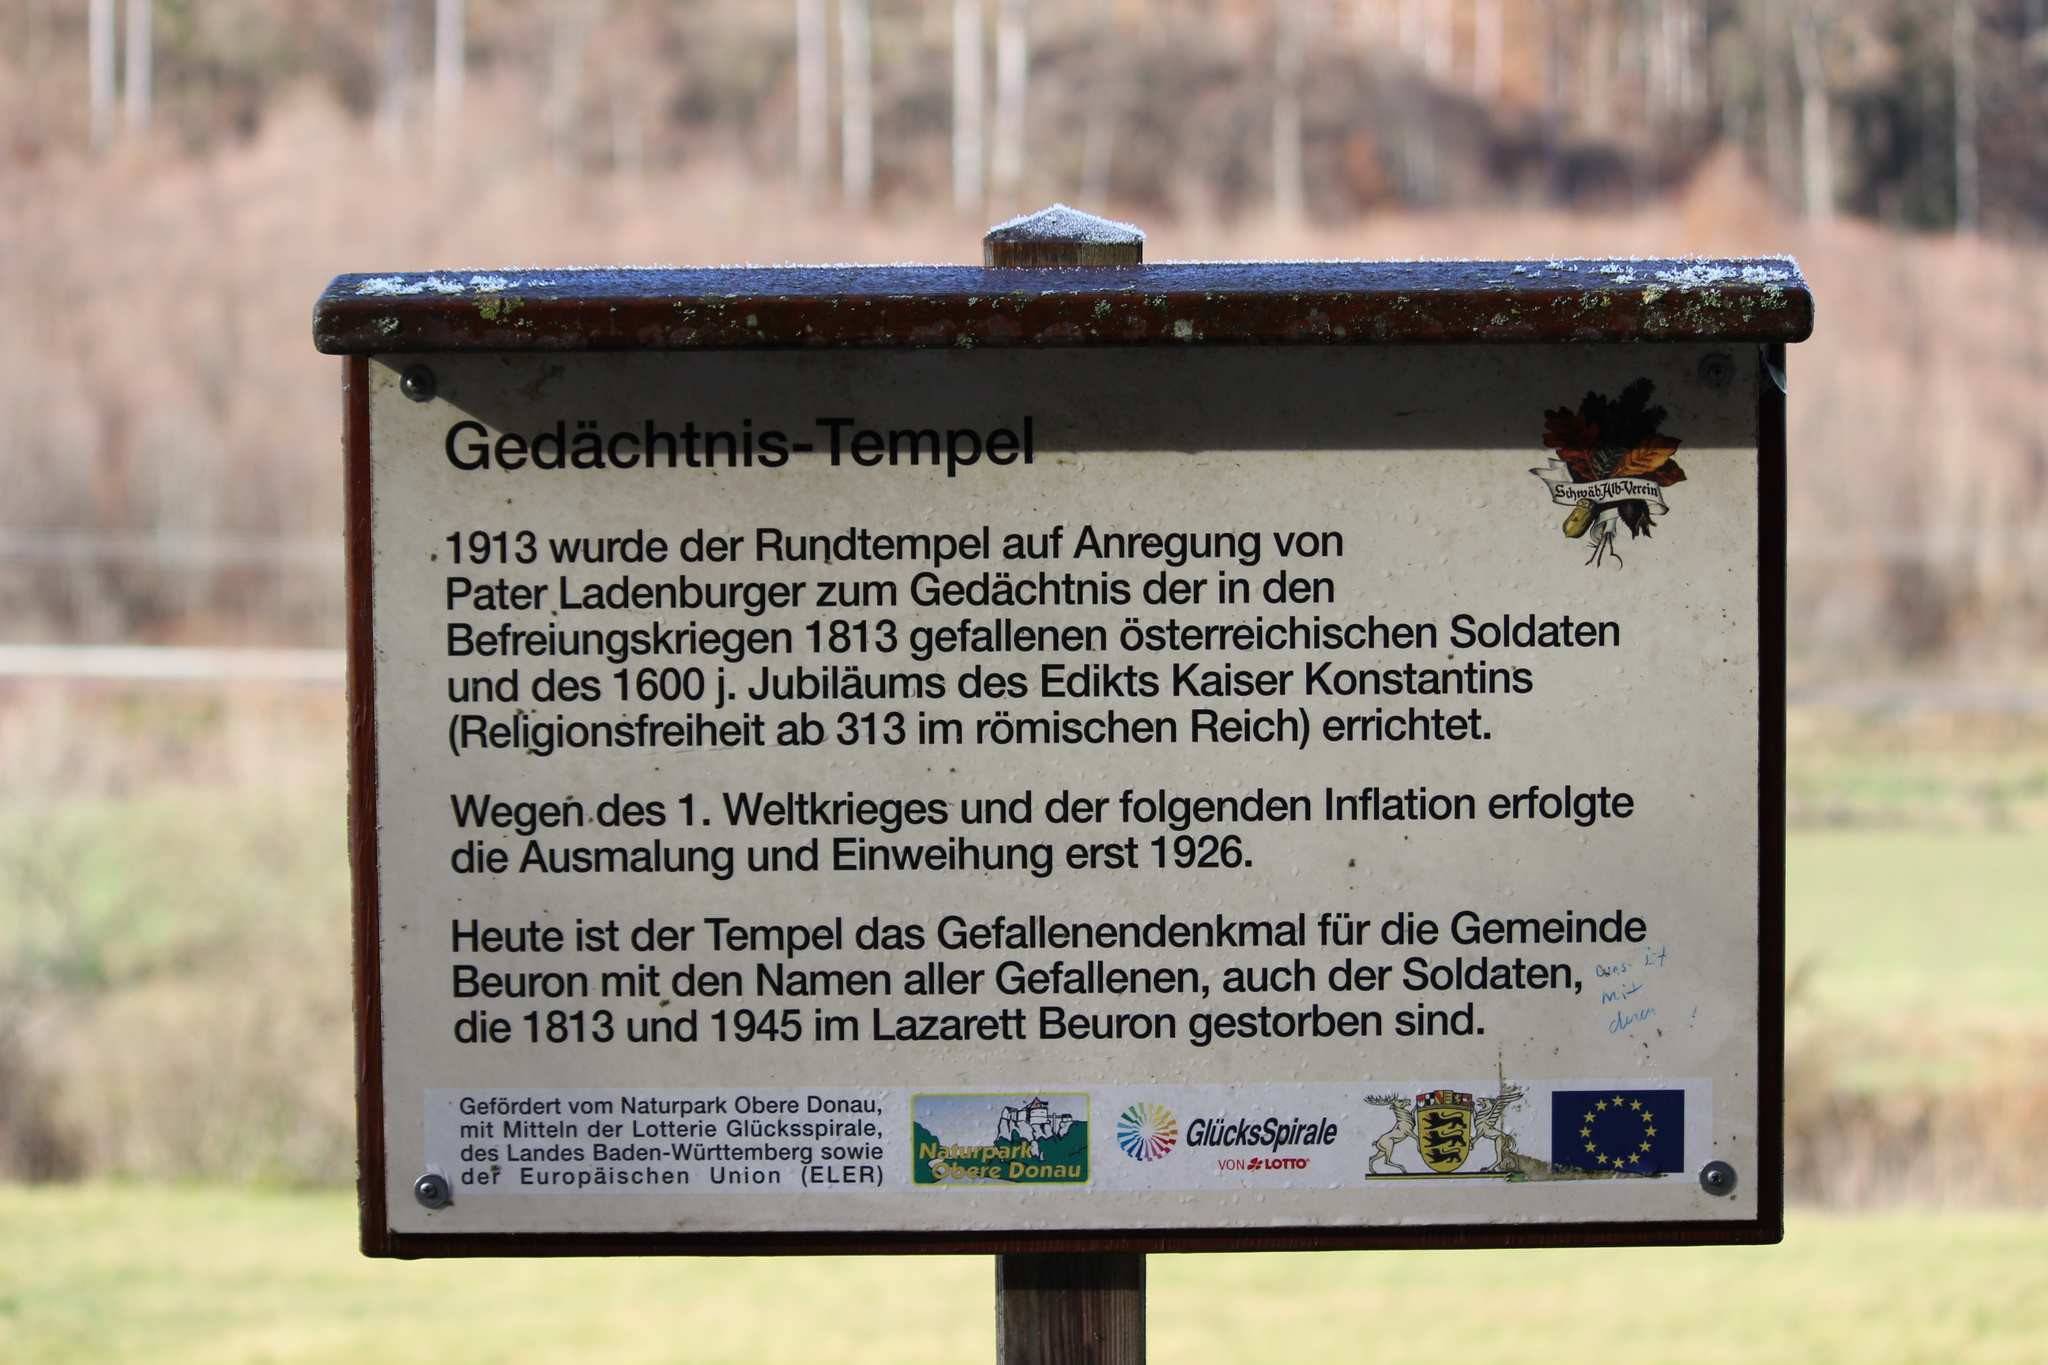 Gedächtnis-Tempel
Schwäb. Alb-Verein
1913 wurde der Rundtempel auf Anregung von
Pater Ladenburger zum Gedächtnis der in den
Befreiungskriegen 1813 gefallenen österreichischen Soldaten
und des 1600 j. Jubiläums des Edikts Kaiser Konstantins
(Religionsfreiheit ab 313 im römischen Reich) errichtet.
Wegen des 1. Weltkrieges und der folgenden Inflation erfolgte
die Ausmalung und Einweihung erst 1926.
Heute ist der Tempel das Gefallenendenkmal für die Gemeinde
Beuron mit den Namen aller Gefallenen, auch der Soldaten,
die 1813 und 1945 im Lazarett Beuron gestorben sind.
mit
Gefördert vom Naturpark Obere Donau,
mit Mitteln der Lotterie Glücksspirale,
des Landes Baden-Württemberg sowie
der Europäischen Union (ELER)
Naturpark
Obere Donau
GlücksSpirale
VON LOTTO